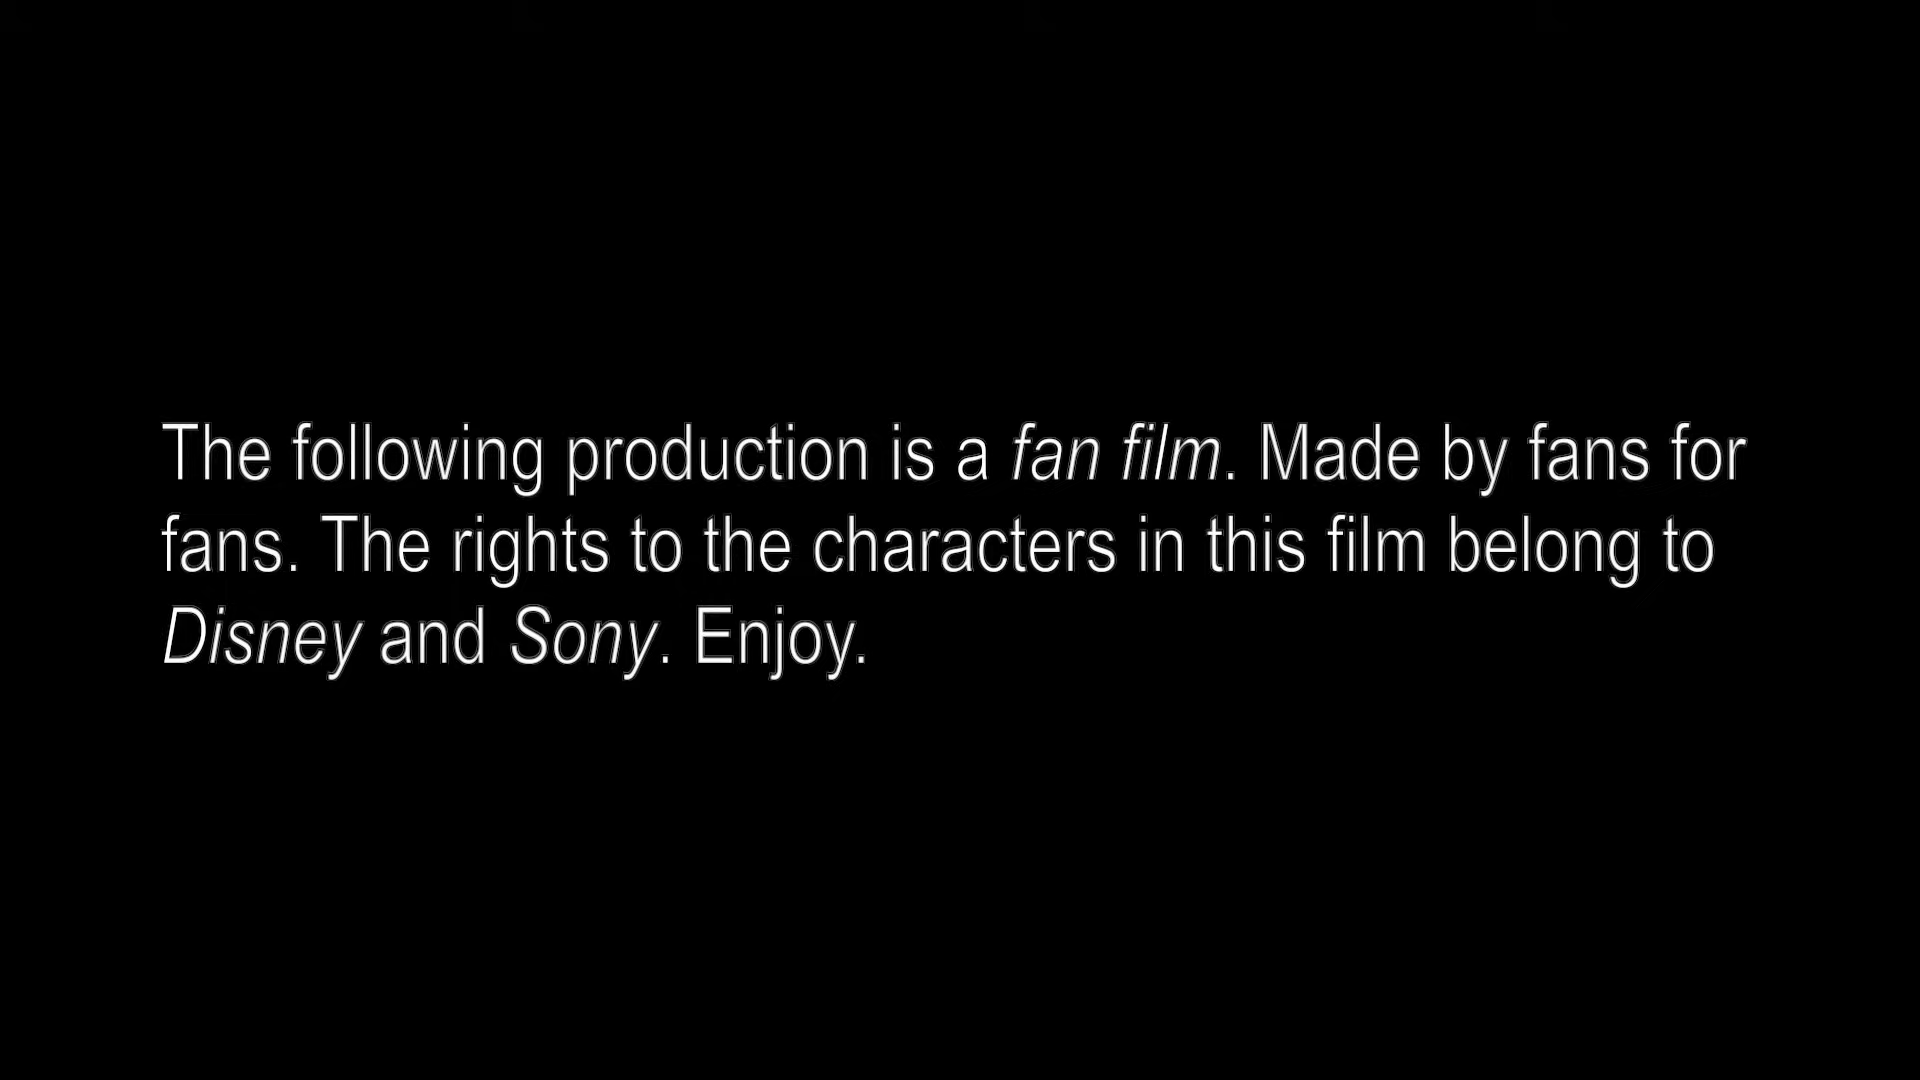 The following production is a fan film. Made by fans for
fans. The rights to the characters in this film belong to
Disney and Sony. Enjoy.